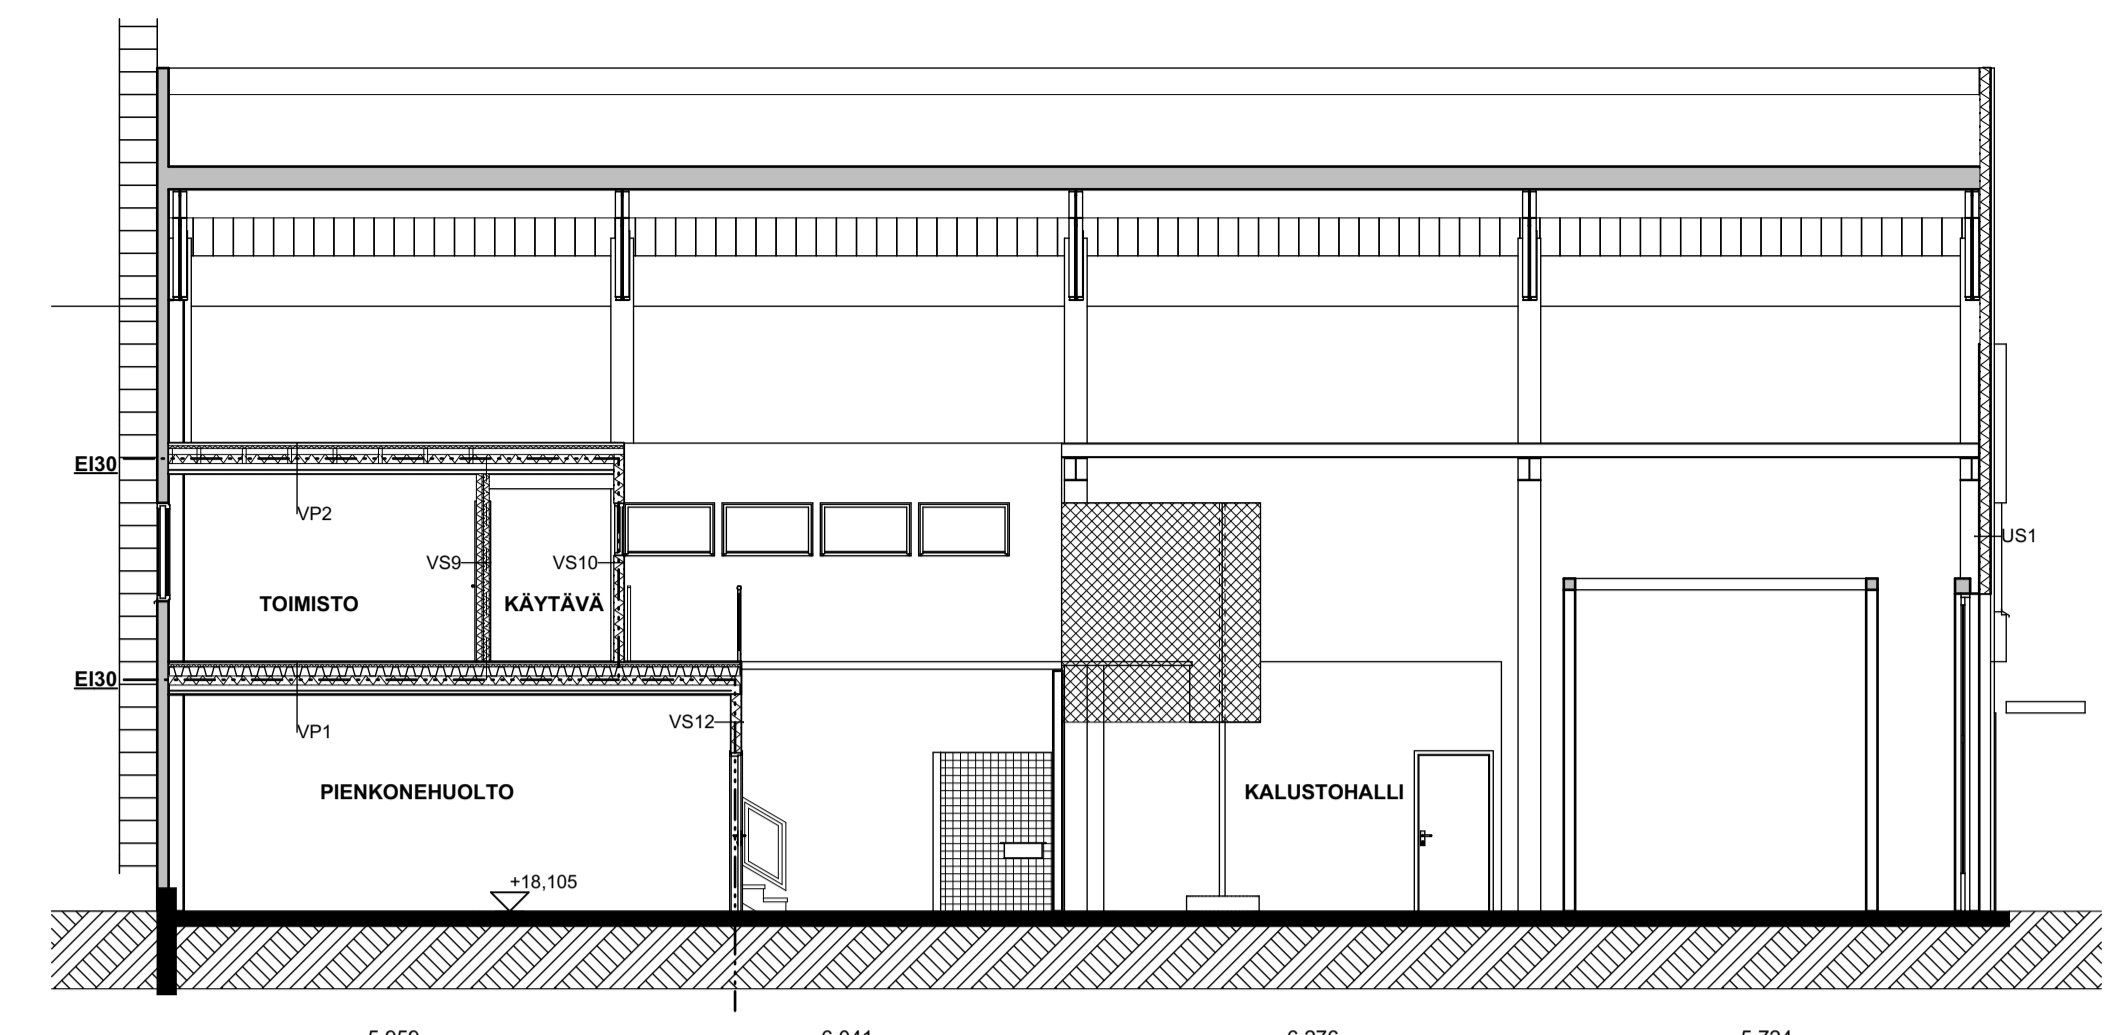 EI30
VP2
VS9
VS10
US1
TOIMISTO
KÄYTÄVÄ
EI30
VS12
VP1
PIENKONEHUOLTO
KALUSTOHALLI
+18,105